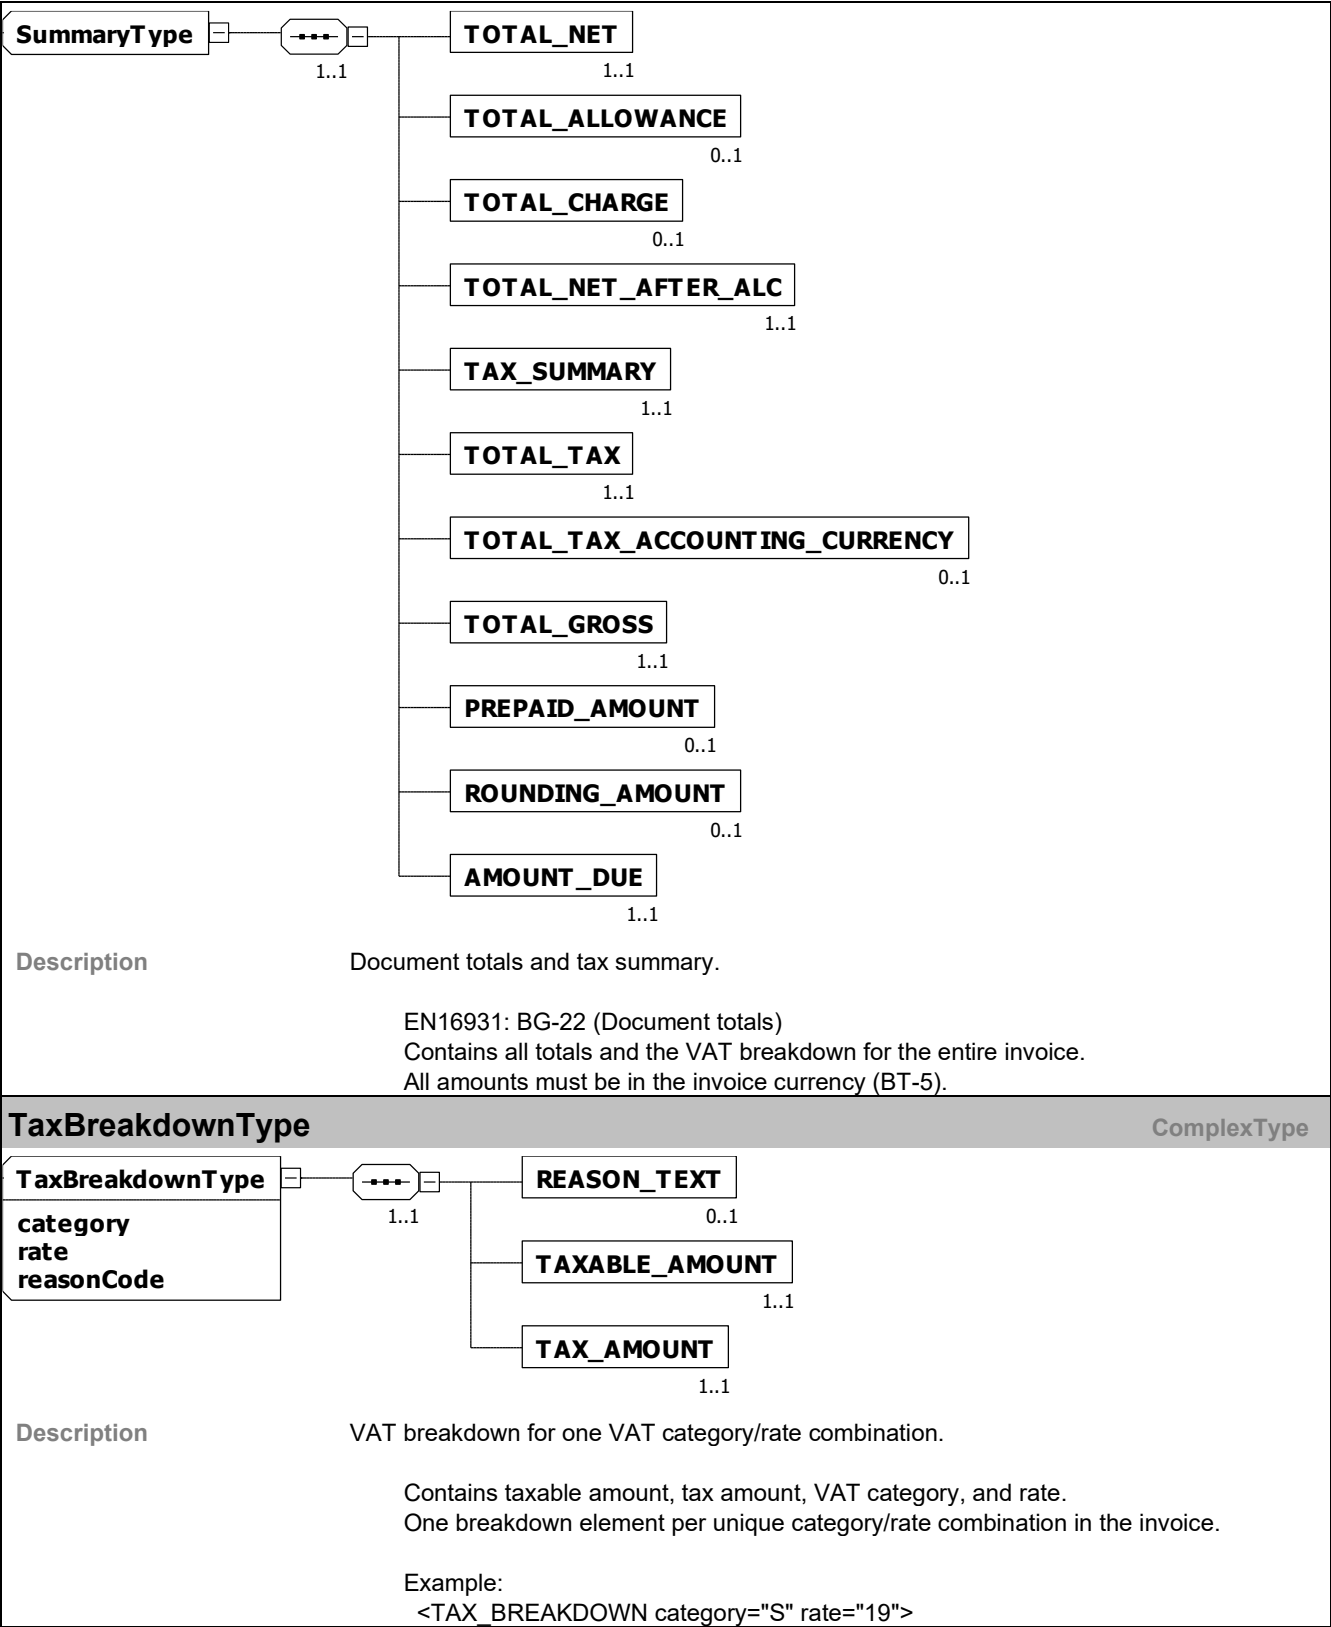 SummaryType
1..1
TOTAL_NET
1..1
TOTAL_ALLOWANCE
0..1
TOTAL_CHARGE
0..1
TOTAL_NET_AFTER_ALC
1..1
TAX_SUMMARY
1..1
TOTAL_TAX
1..1
TOTAL_TAX_ACCOUNTING_CURRENCY
0..1
TOTAL_GROSS
1..1
PREPAID_AMOUNT
0..1
ROUNDING_AMOUNT
0..1
AMOUNT_DUE
1..1
Description Document totals and tax summary.
EN16931: BG-22 (Document totals)
Contains all totals and the VAT breakdown for the entire invoice.
All amounts must be in the invoice currency (BT-5).
TaxBreakdownType ComplexType
TaxBreakdownType
category
rate
reasonCode
1..1
REASON_TEXT
0..1
TAXABLE_AMOUNT
1..1
TAX_AMOUNT
1..1
Description VAT breakdown for one VAT category/rate combination.
Contains taxable amount, tax amount, VAT category, and rate.
One breakdown element per unique category/rate combination in the invoice.
Example:
<TAX_BREAKDOWN category="S" rate="19">